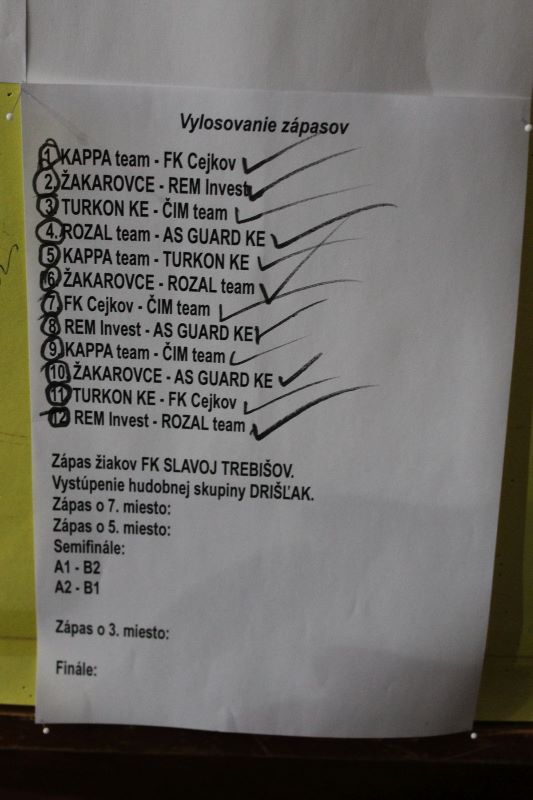 Vylosovanie zápasov
1. KAPPA team - FK Cejkov
2. ŽAKAROVCE - REM Invest
3. TURKON KE - ČIM team
4. ROZAL team - AS GUARD KE
5. KAPPA team - TURKON KE
6. ŽAKAROVCE - ROZAL team
7. FK Cejkov - ČIM team
8. REM Invest - AS GUARD KE
9. KAPPA team - ČIM team
10. ŽAKAROVCE - AS GUARD KE
11. TURKON KE - FK Cejkov
12. REM Invest - ROZAL team
Zápas žiakov FK SLAVOJ TREBIŠOV.
Vystúpenie hudobnej skupiny DRIŠĽAK.
Zápas o 7. miesto:
Zápas o 5. miesto:
Semifinále:
A1 - B2
A2 - B1
Zápas o 3. miesto:
Finále: